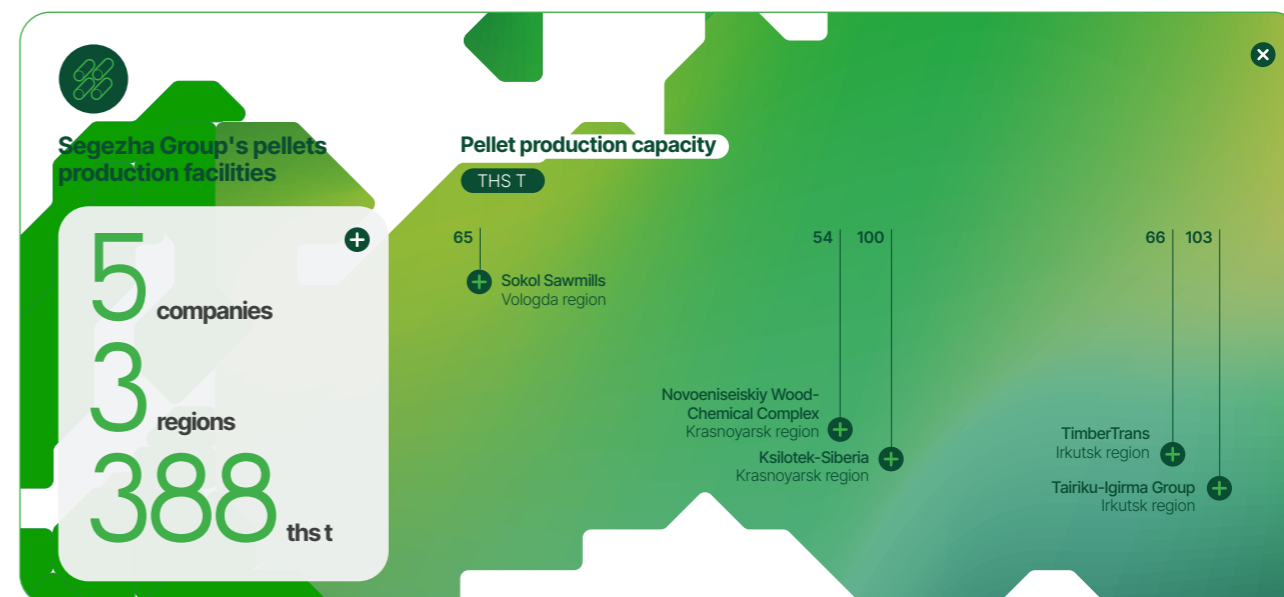 Segezha Group's pellets
production facilities
5 companies
3 regions
388 ths t
Pellet production capacity
THS T
65
Sokol Sawmills
Vologda region
54
100
Novoeniseiskiy Wood-
Chemical Complex
Krasnoyarsk region
Ksilotek-Siberia
Krasnoyarsk region
66
103
TimberTrans
Irkutsk region
Tairiku-Igirma Group
Irkutsk region